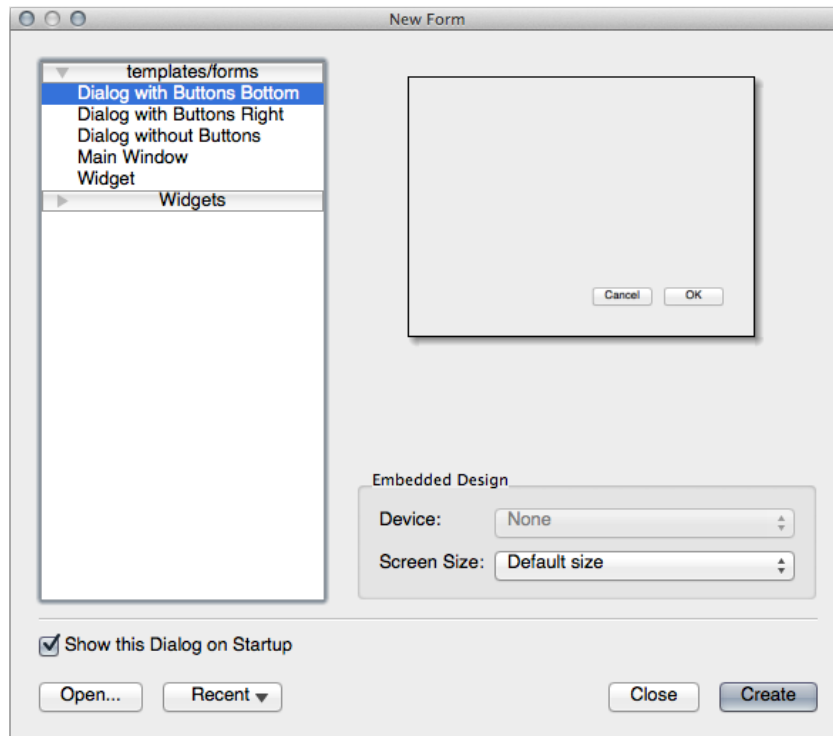 New Form
templates/forms
Dialog with Buttons Bottom
Dialog with Buttons Right
Dialog without Buttons
Main Window
Widget
Widgets
Cancel OK
Embedded Design
Device: None
Screen Size: Default size
Show this Dialog on Startup
Open... Recent Close Create